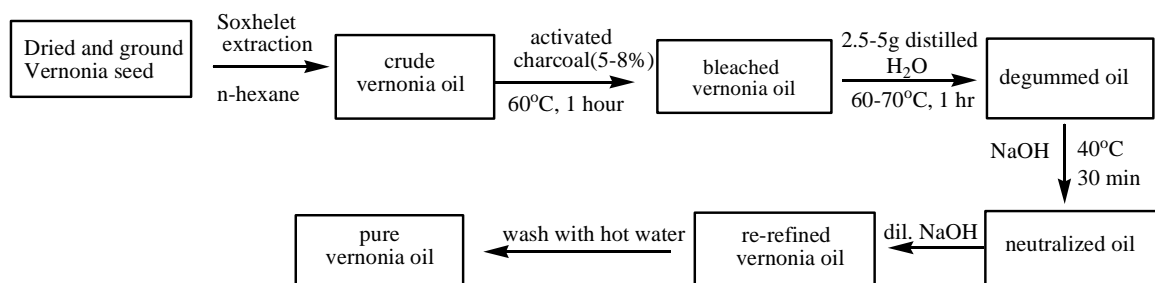 Dried and ground
Vernonia seed
Soxhelet
extraction
n-hexane
crude
vernonia oil
activated
charcoal(5-8%)
60°C, 1 hour
bleached
vernonia oil
2.5-5g distilled
H₂O
60-70°C, 1 hr
degummed oil
NaOH
40°C
30 min
neutralized oil
dil. NaOH
re-refined
vernonia oil
wash with hot water
pure
vernonia oil